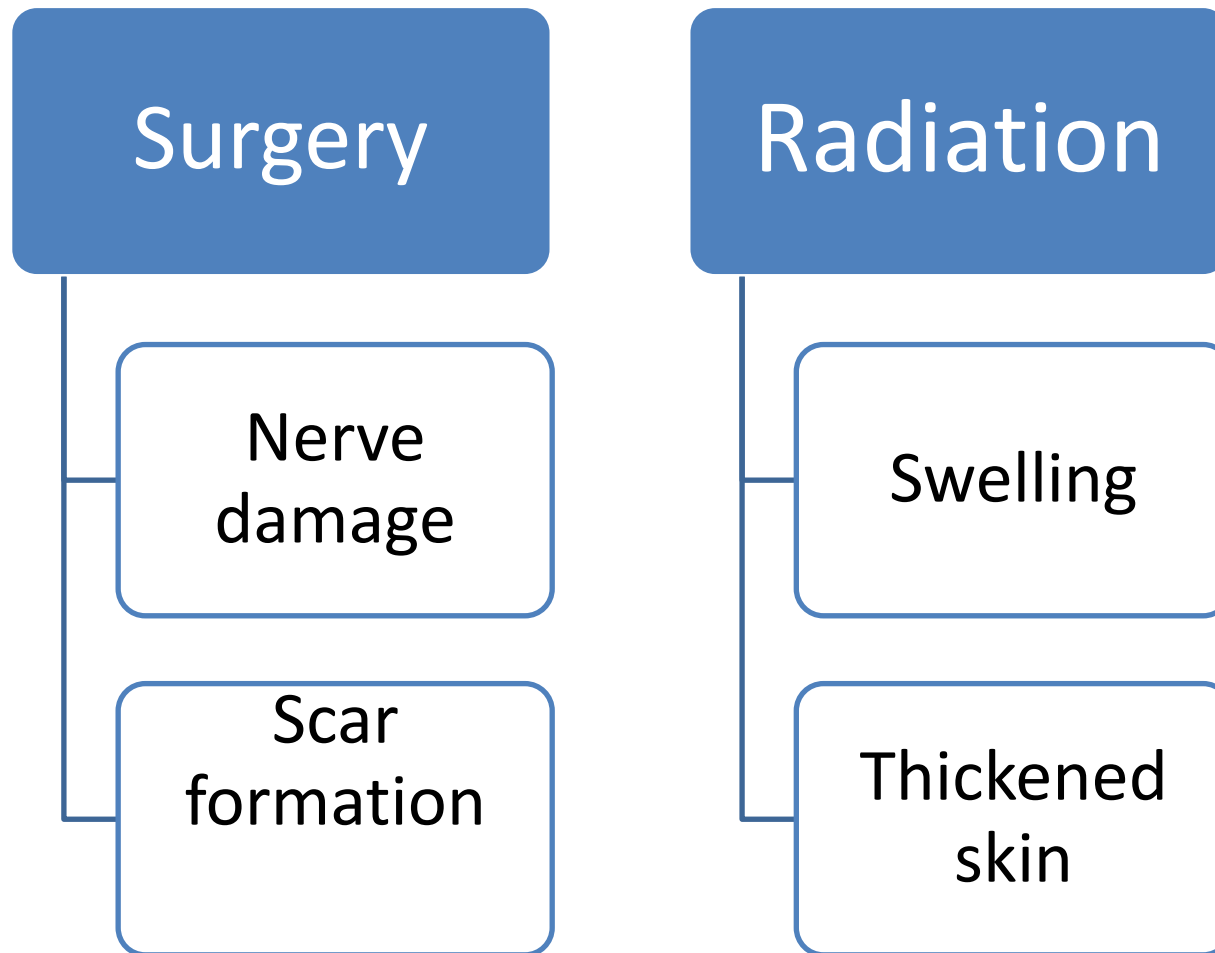 Surgery
Nerve
damage
Scar
formation
Radiation
Swelling
Thickened
skin